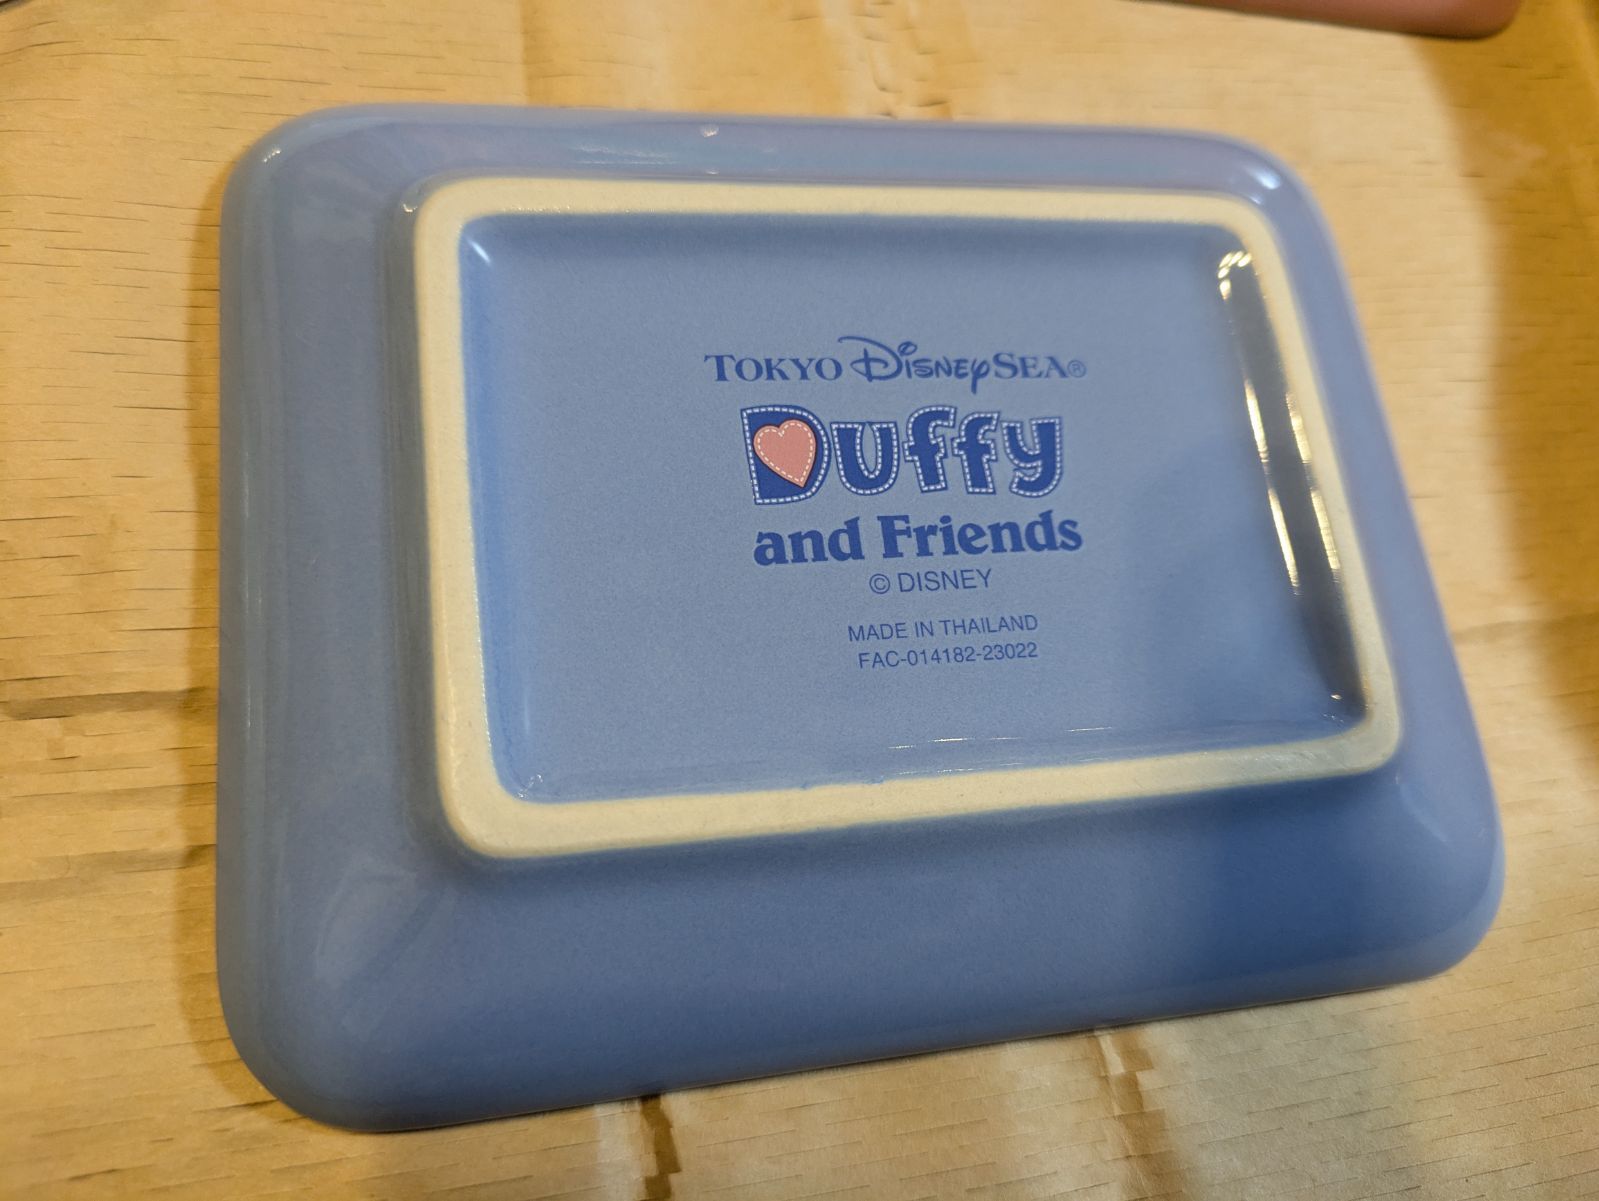 TOKYO DISNEYSEA®
Duffy
and Friends
© DISNEY
MADE IN THAILAND
FAC-014182-23022